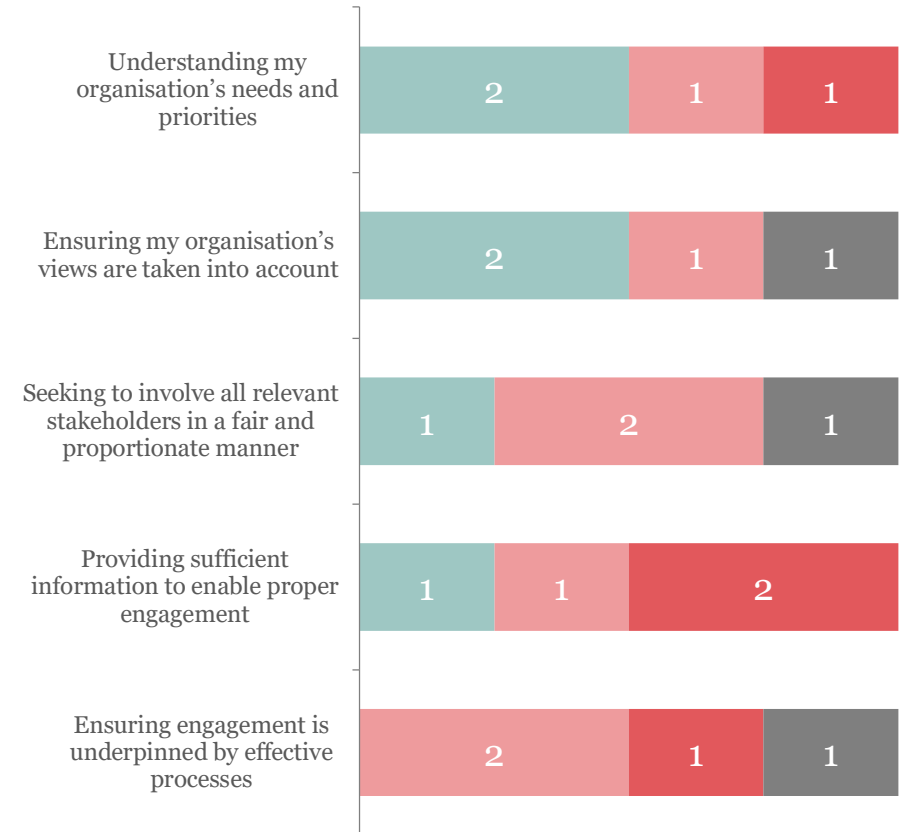 Understanding my
organisation’s needs and
priorities
2 1 1
Ensuring my organisation’s
views are taken into account
2 1 1
Seeking to involve all relevant
stakeholders in a fair and
proportionate manner
1 2 1
Providing sufficient
information to enable proper
engagement
1 1 2
Ensuring engagement is
underpinned by effective
processes
2 1 1